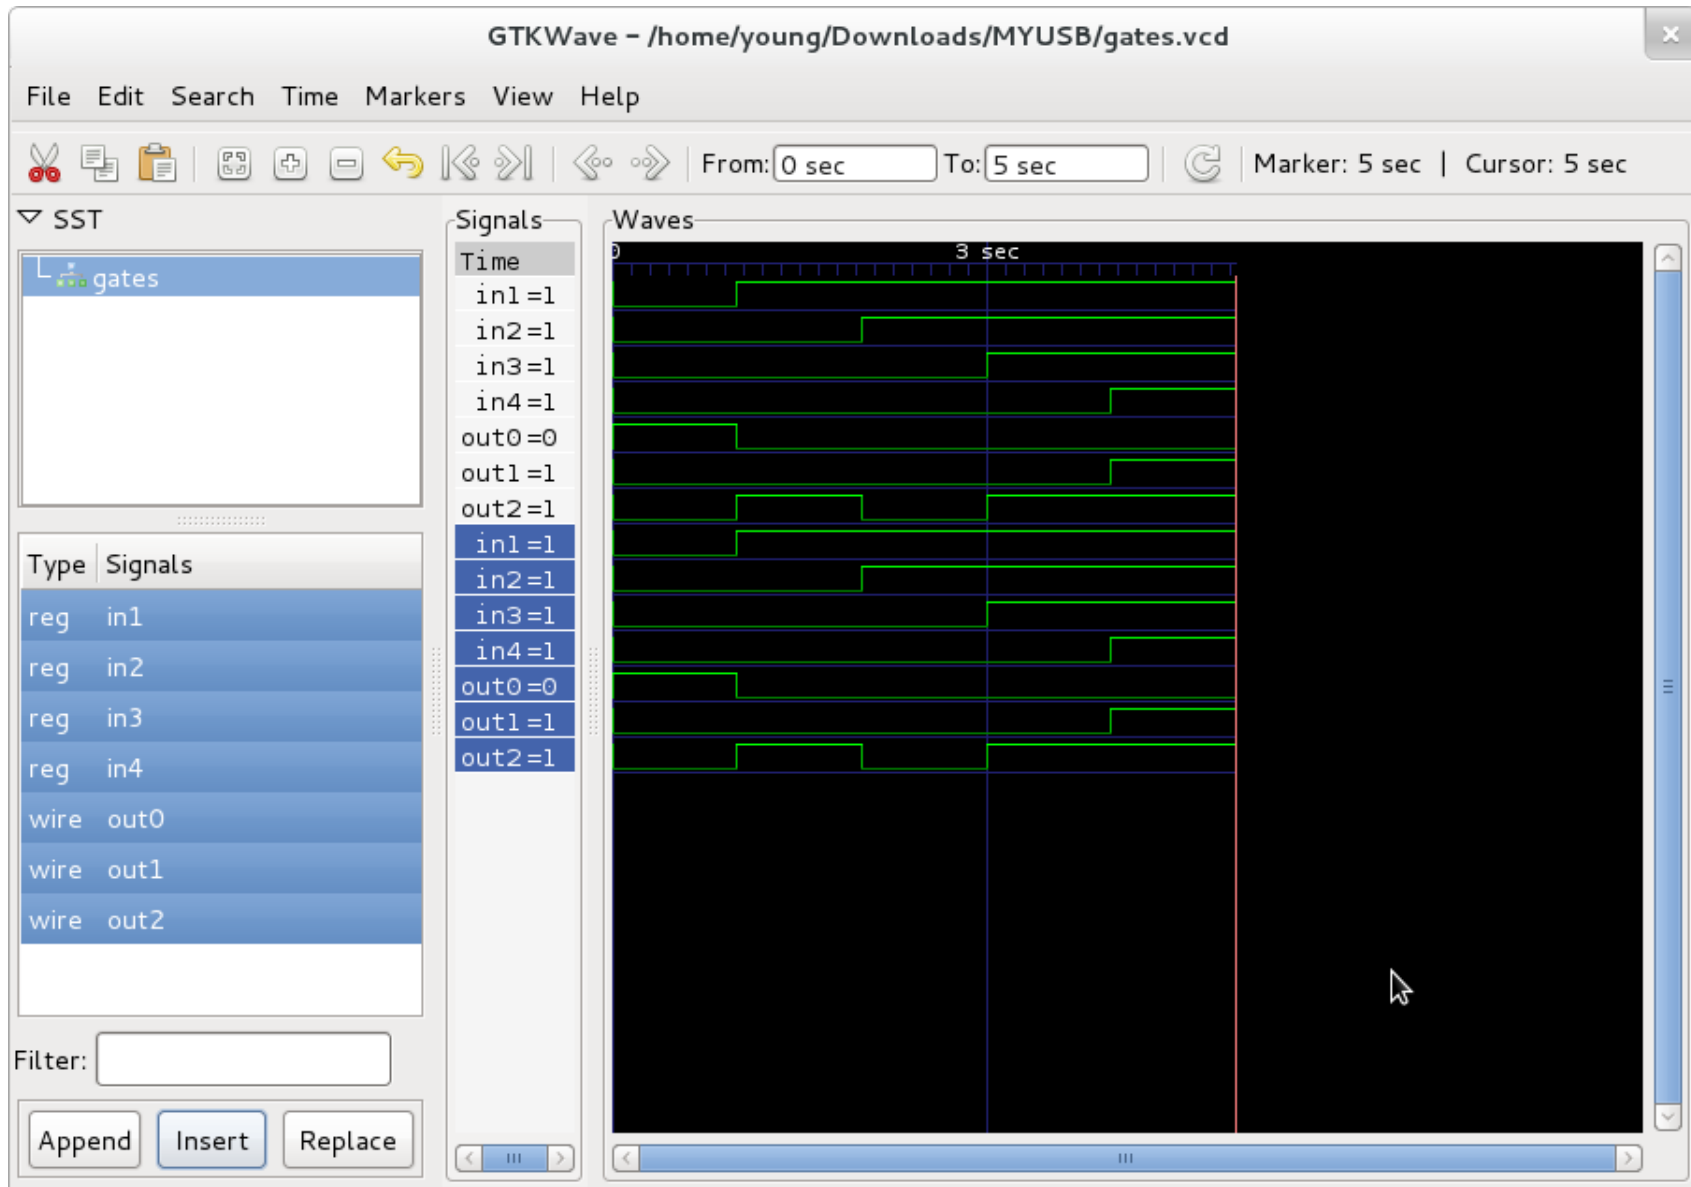 GTKWave – /home/young/Downloads/MYUSB/gates.vcd
File Edit Search Time Markers View Help
From: 0 sec To: 5 sec Marker: 5 sec | Cursor: 5 sec
SST
gates
Type Signals
reg in1
reg in2
reg in3
reg in4
wire out0
wire out1
wire out2
Filter:
Append Insert Replace
Signals
Time
in1=1
in2=1
in3=1
in4=1
out0=0
out1=1
out2=1
in1=1
in2=1
in3=1
in4=1
out0=0
out1=1
out2=1
Waves
0 3 sec